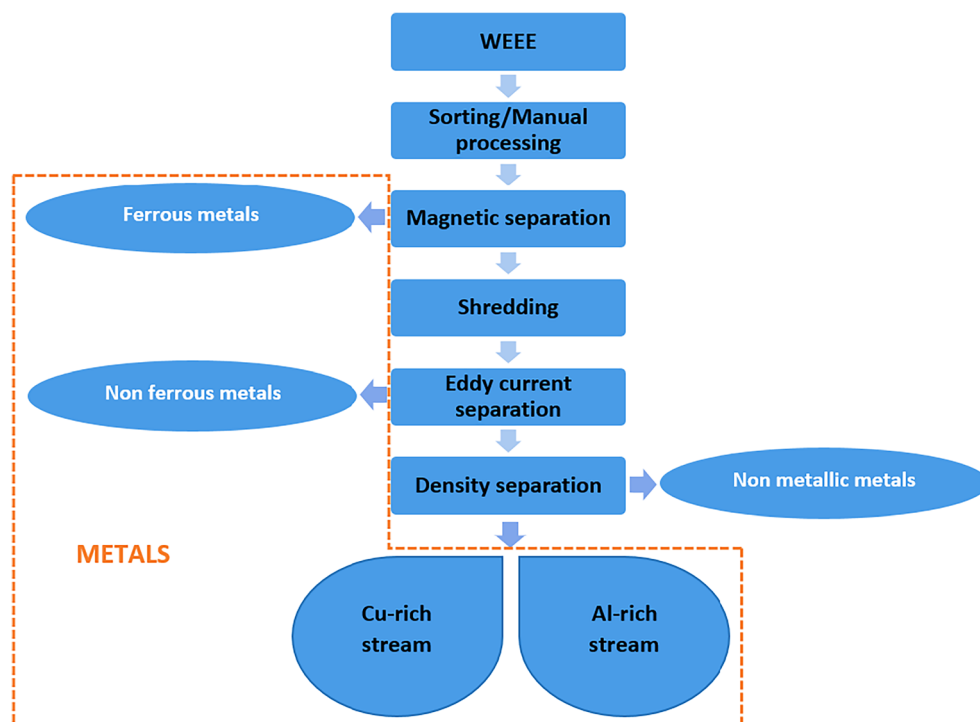 WEEE
Sorting/Manual
processing
Ferrous metals
Magnetic separation
Shredding
Non ferrous metals
Eddy current
separation
Density separation
Non metallic metals
METALS
Cu-rich
stream
Al-rich
stream